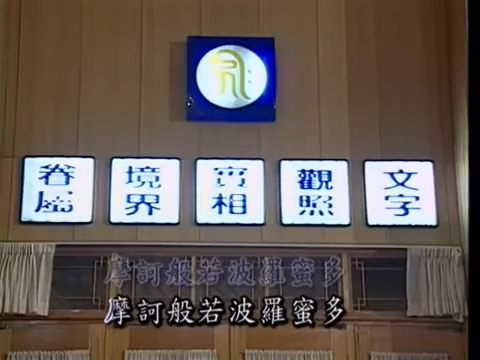 文字
觀照
實相
境界
眷屬
摩訶般若波羅蜜多
摩訶般若波羅蜜多